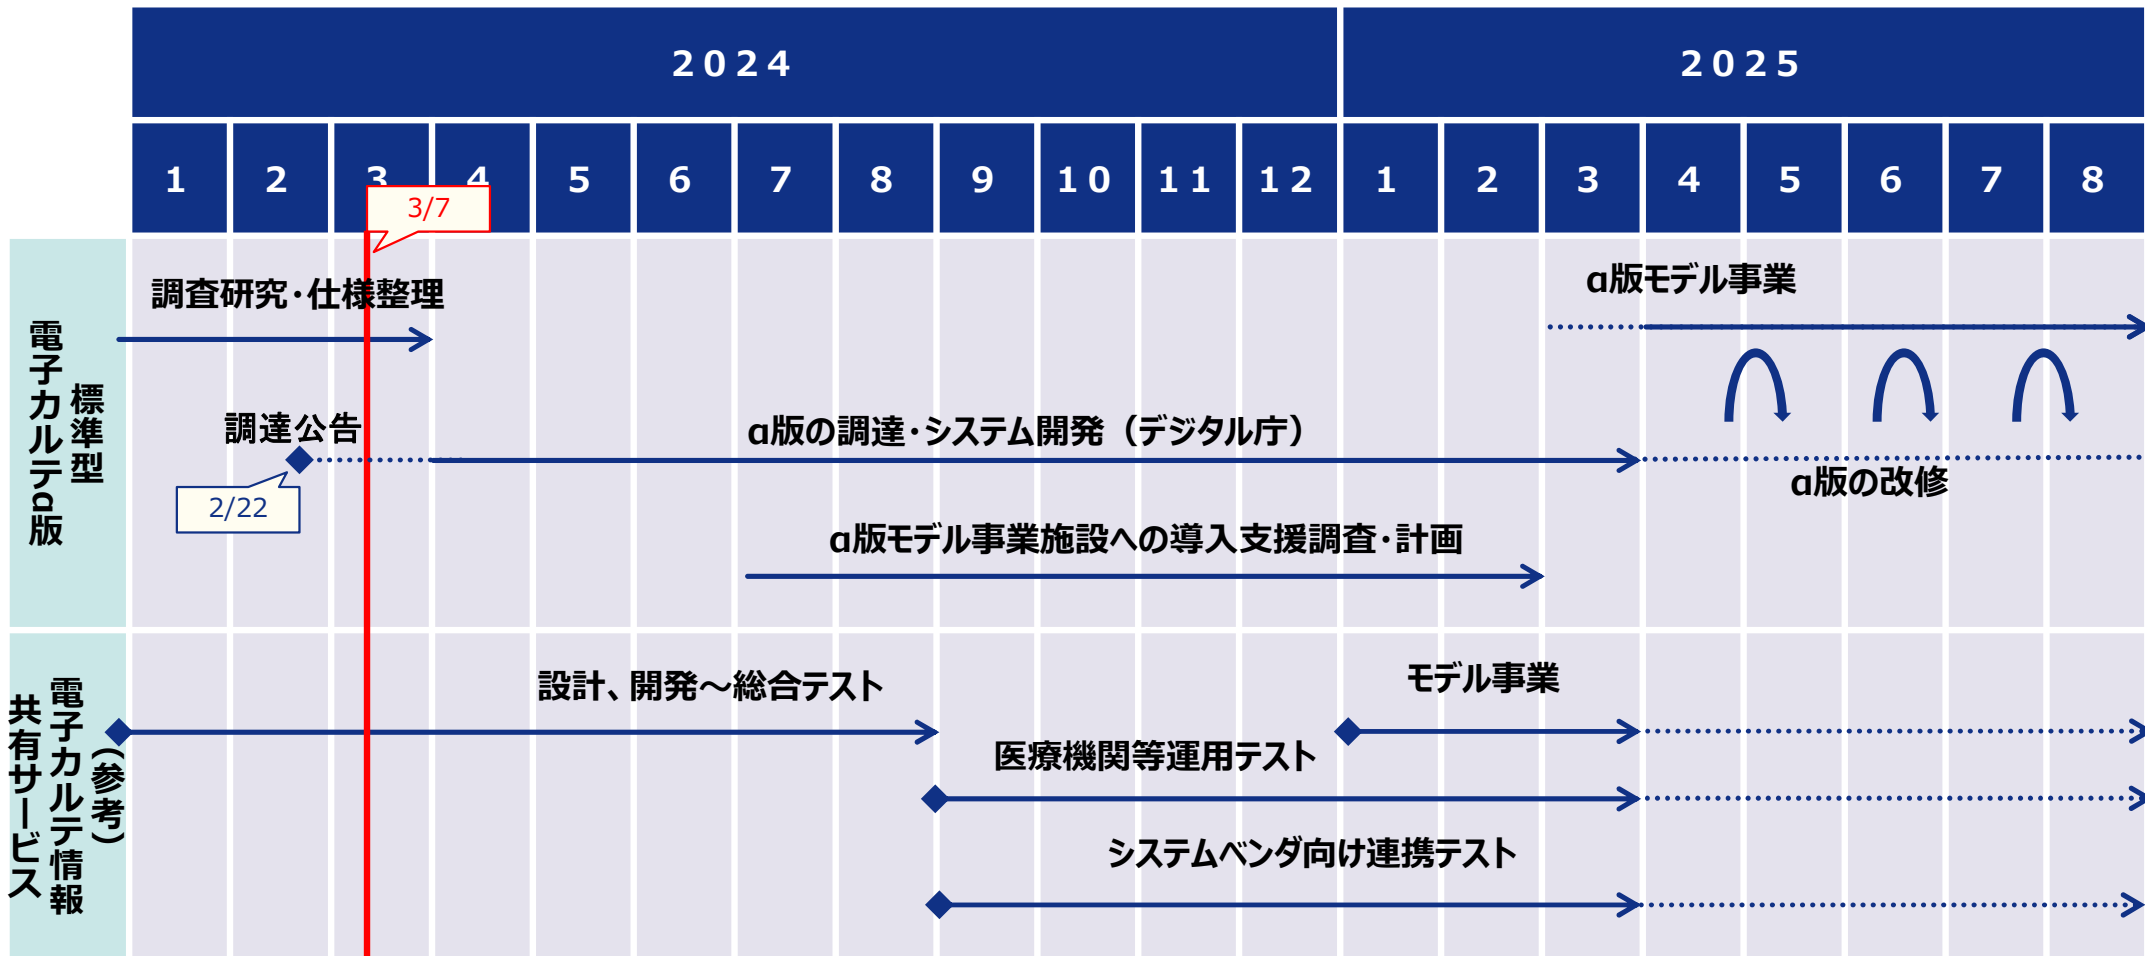 ２０２４
２０２５
１
２
３
４
５
６
７
８
９
１０
１１
１２
１
２
３
４
５
６
７
８
3/7
標準型
電子カルテα版
調査研究・仕様整理
α版モデル事業
調達公告
2/22
α版の調達・システム開発（デジタル庁）
α版の改修
α版モデル事業施設への導入支援調査・計画
（参考）
電子カルテ情報
共有サービス
設計、開発～総合テスト
モデル事業
医療機関等運用テスト
システムベンダ向け連携テスト